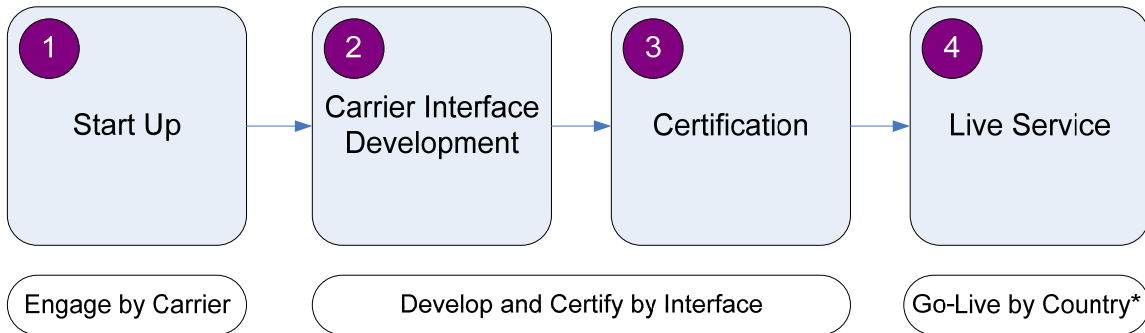 1
Start Up
2
Carrier Interface
Development
3
Certification
4
Live Service
Engage by Carrier
Develop and Certify by Interface
Go-Live by Country*